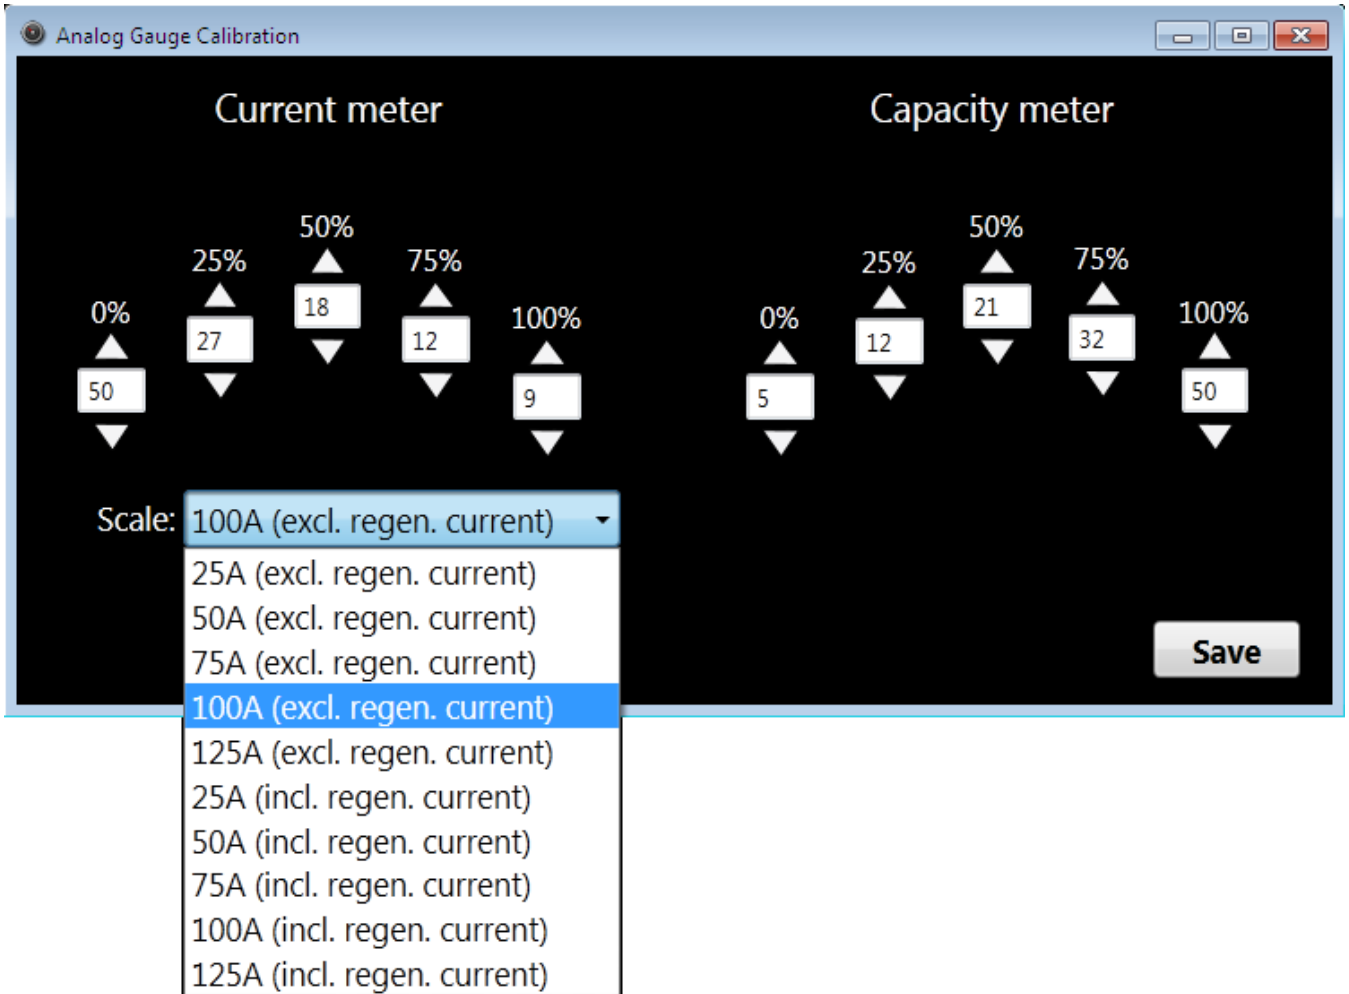 Analog Gauge Calibration
Current meter
Capacity meter
0%
25%
50%
75%
100%
50
27
18
12
9
0%
25%
50%
75%
100%
5
12
21
32
50
Scale: 100A (excl. regen. current)
25A (excl. regen. current)
50A (excl. regen. current)
75A (excl. regen. current)
100A (excl. regen. current)
125A (excl. regen. current)
25A (incl. regen. current)
50A (incl. regen. current)
75A (incl. regen. current)
100A (incl. regen. current)
125A (incl. regen. current)
Save